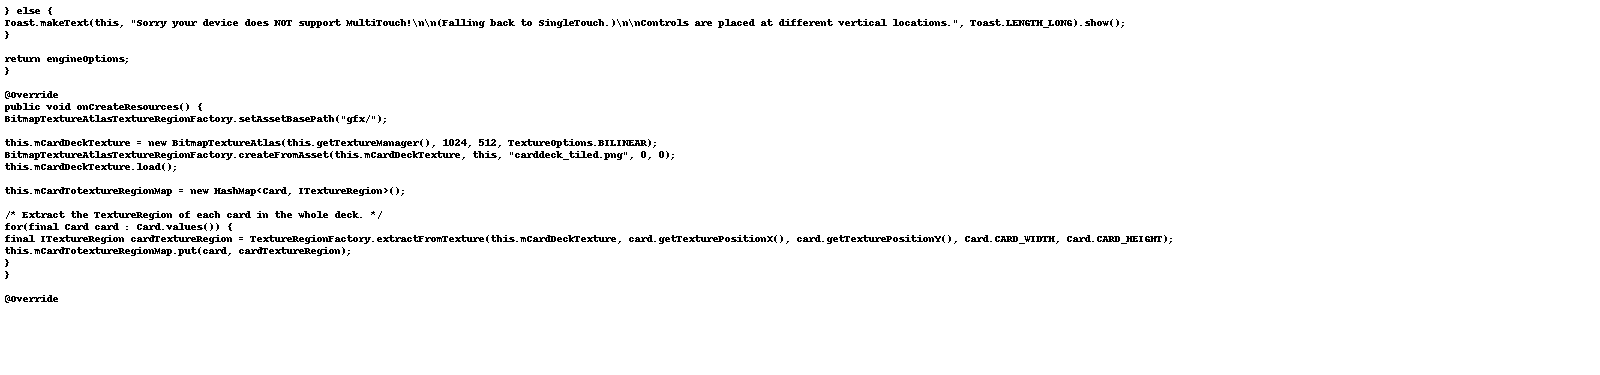 } else {
Toast.makeText(this, "Sorry your device does NOT support MultiTouch!\n\n(Falling back to SingleTouch.)\n\nControls are placed at different vertical locations.", Toast.LENGTH_LONG).show();
}
return engineOptions;
}
@Override
public void onCreateResources() {
BitmapTextureAtlasTextureRegionFactory.setAssetBasePath("gfx/");
this.mCardDeckTexture = new BitmapTextureAtlas(this.getTextureManager(), 1024, 512, TextureOptions.BILINEAR);
BitmapTextureAtlasTextureRegionFactory.createFromAsset(this.mCardDeckTexture, this, "carddeck_tiled.png", 0, 0);
this.mCardDeckTexture.load();
this.mCardTotextureRegionMap = new HashMap<Card, ITextureRegion>();
/* Extract the TextureRegion of each card in the whole deck. */
for(final Card card : Card.values()) {
final ITextureRegion cardTextureRegion = TextureRegionFactory.extractFromTexture(this.mCardDeckTexture, card.getTexturePositionX(), card.getTexturePositionY(), Card.CARD_WIDTH, Card.CARD_HEIGHT);
this.mCardTotextureRegionMap.put(card, cardTextureRegion);
}
}
@Override